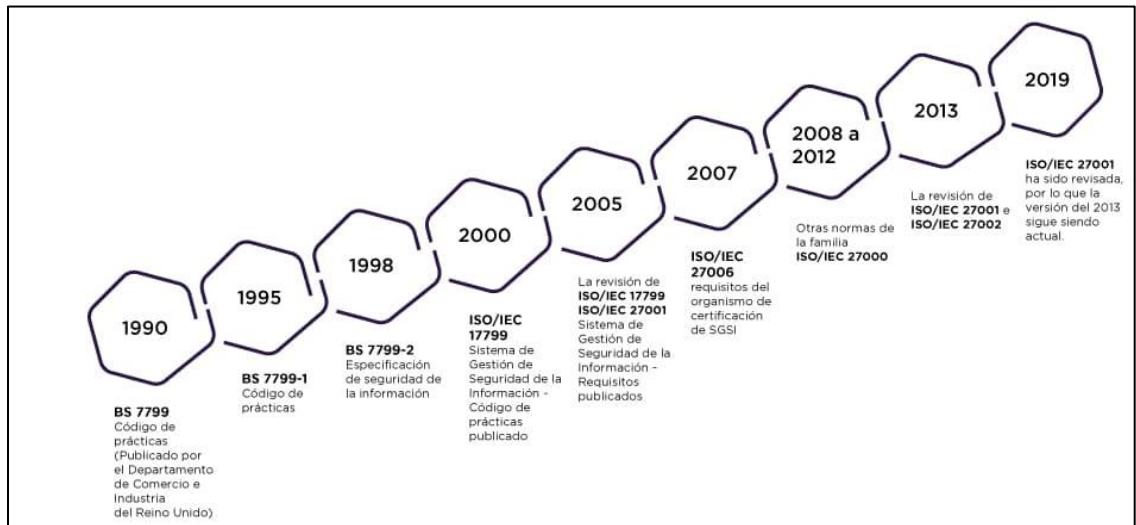 1990
BS 7799
Código de
prácticas
(Publicado por
el Departamento
de Comercio e
Industria
del Reino Unido)
1995
BS 7799-1
Código de
prácticas
1998
BS 7799-2
Especificación
de seguridad de
la información
2000
ISO/IEC
17799
Sistema de
Gestión de
Seguridad de la
Información -
Código de
prácticas
publicado
2005
La revisión de
ISO/IEC 17799
ISO/IEC 27001
Sistema de
Gestión de
Seguridad de la
Información -
Requisitos
publicados
2007
ISO/IEC
27006
requisitos del
organismo de
certificación
de SGSI
2008 a
2012
Otras normas de
la familia
ISO/IEC 27000
2013
La revisión de
ISO/IEC 27001 e
ISO/IEC 27002
2019
ISO/IEC 27001
ha sido revisada,
por lo que la
versión del 2013
sigue siendo
actual.